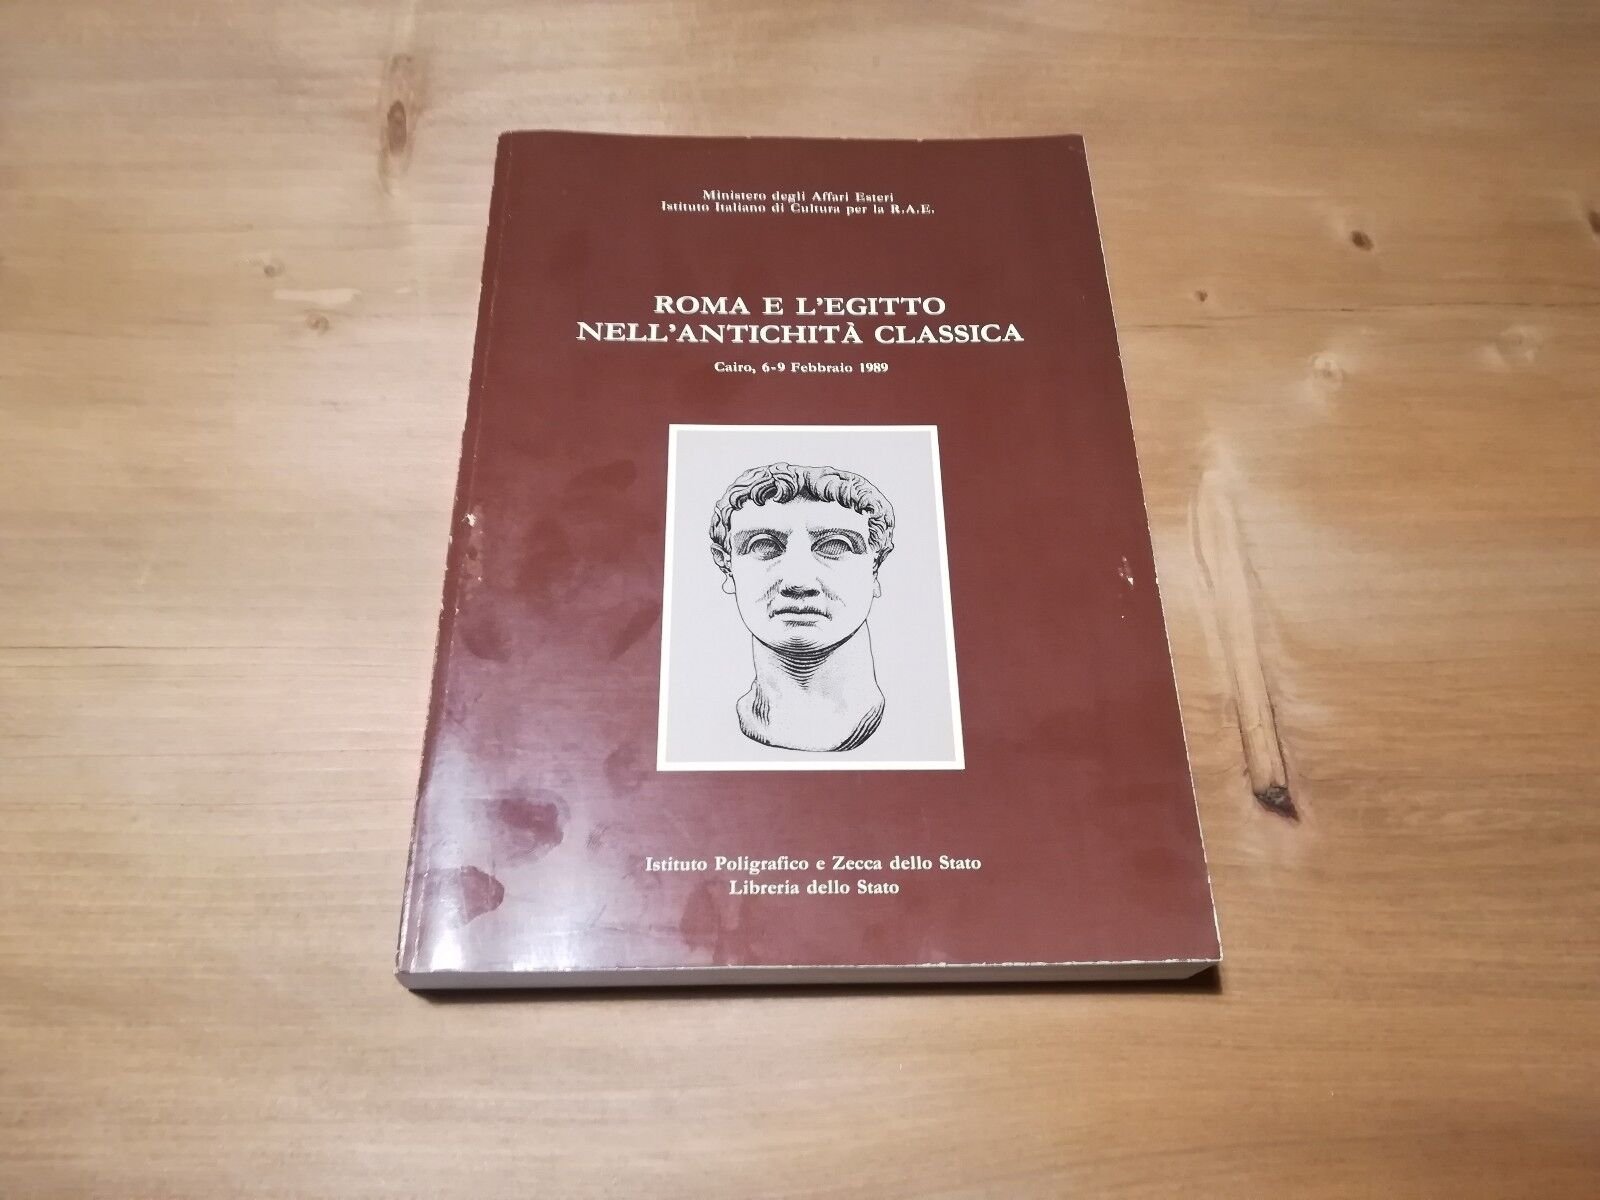 Ministero degli Affari Esteri
Istituto Italiano di Cultura per la R.A.E.
ROMA E L'EGITTO
NELL'ANTICHITÀ CLASSICA
Cairo, 6-9 Febbraio 1989
Istituto Poligrafico e Zecca dello Stato
Libreria dello Stato